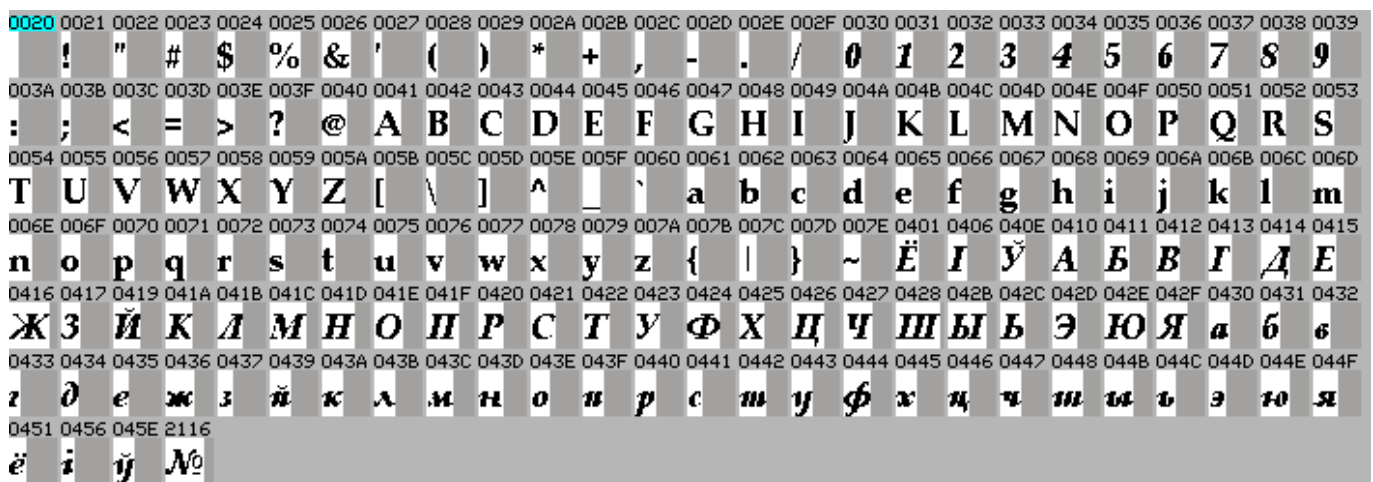 0020 0021 0022 0023 0024 0025 0026 0027 0028 0029 002A 002B 002C 002D 002E 002F 0030 0031 0032 0033 0034 0035 0036 0037 0038 0039
! " # $ % & ' ( ) * + , - . / 0 1 2 3 4 5 6 7 8 9
003A 003B 003C 003D 003E 003F 0040 0041 0042 0043 0044 0045 0046 0047 0048 0049 004A 004B 004C 004D 004E 004F 0050 0051 0052 0053
: ; < = > ? @ A B C D E F G H I J K L M N O P Q R S
0054 0055 0056 0057 0058 0059 005A 005B 005C 005D 005E 005F 0060 0061 0062 0063 0064 0065 0066 0067 0068 0069 006A 006B 006C 006D
T U V W X Y Z [ \ ] ^ _ ` a b c d e f g h i j k l m
006E 006F 0070 0071 0072 0073 0074 0075 0076 0077 0078 0079 007A 007B 007C 007D 007E 0401 0406 040E 0410 0411 0412 0413 0414 0415
n o p q r s t u v w x y z { | } ~ Ё І Ў А Б В Г Д Е
0416 0417 0419 041A 041B 041C 041D 041E 041F 0420 0421 0422 0423 0424 0425 0426 0427 0428 042B 042C 042D 042E 042F 0430 0431 0432
Ж З Й К Л М Н О П Р С Т У Ф Х Ц Ч Ш Ы Ь Э Ю Я а б в
0433 0434 0435 0436 0437 0439 043A 043B 043C 043D 043E 043F 0440 0441 0442 0443 0444 0445 0446 0447 0448 044B 044C 044D 044E 044F
г д е ж з й к л м н о п р с т у ф х ц ч ш ы ь э ю я
0451 0456 045E 2116
ё і ў №